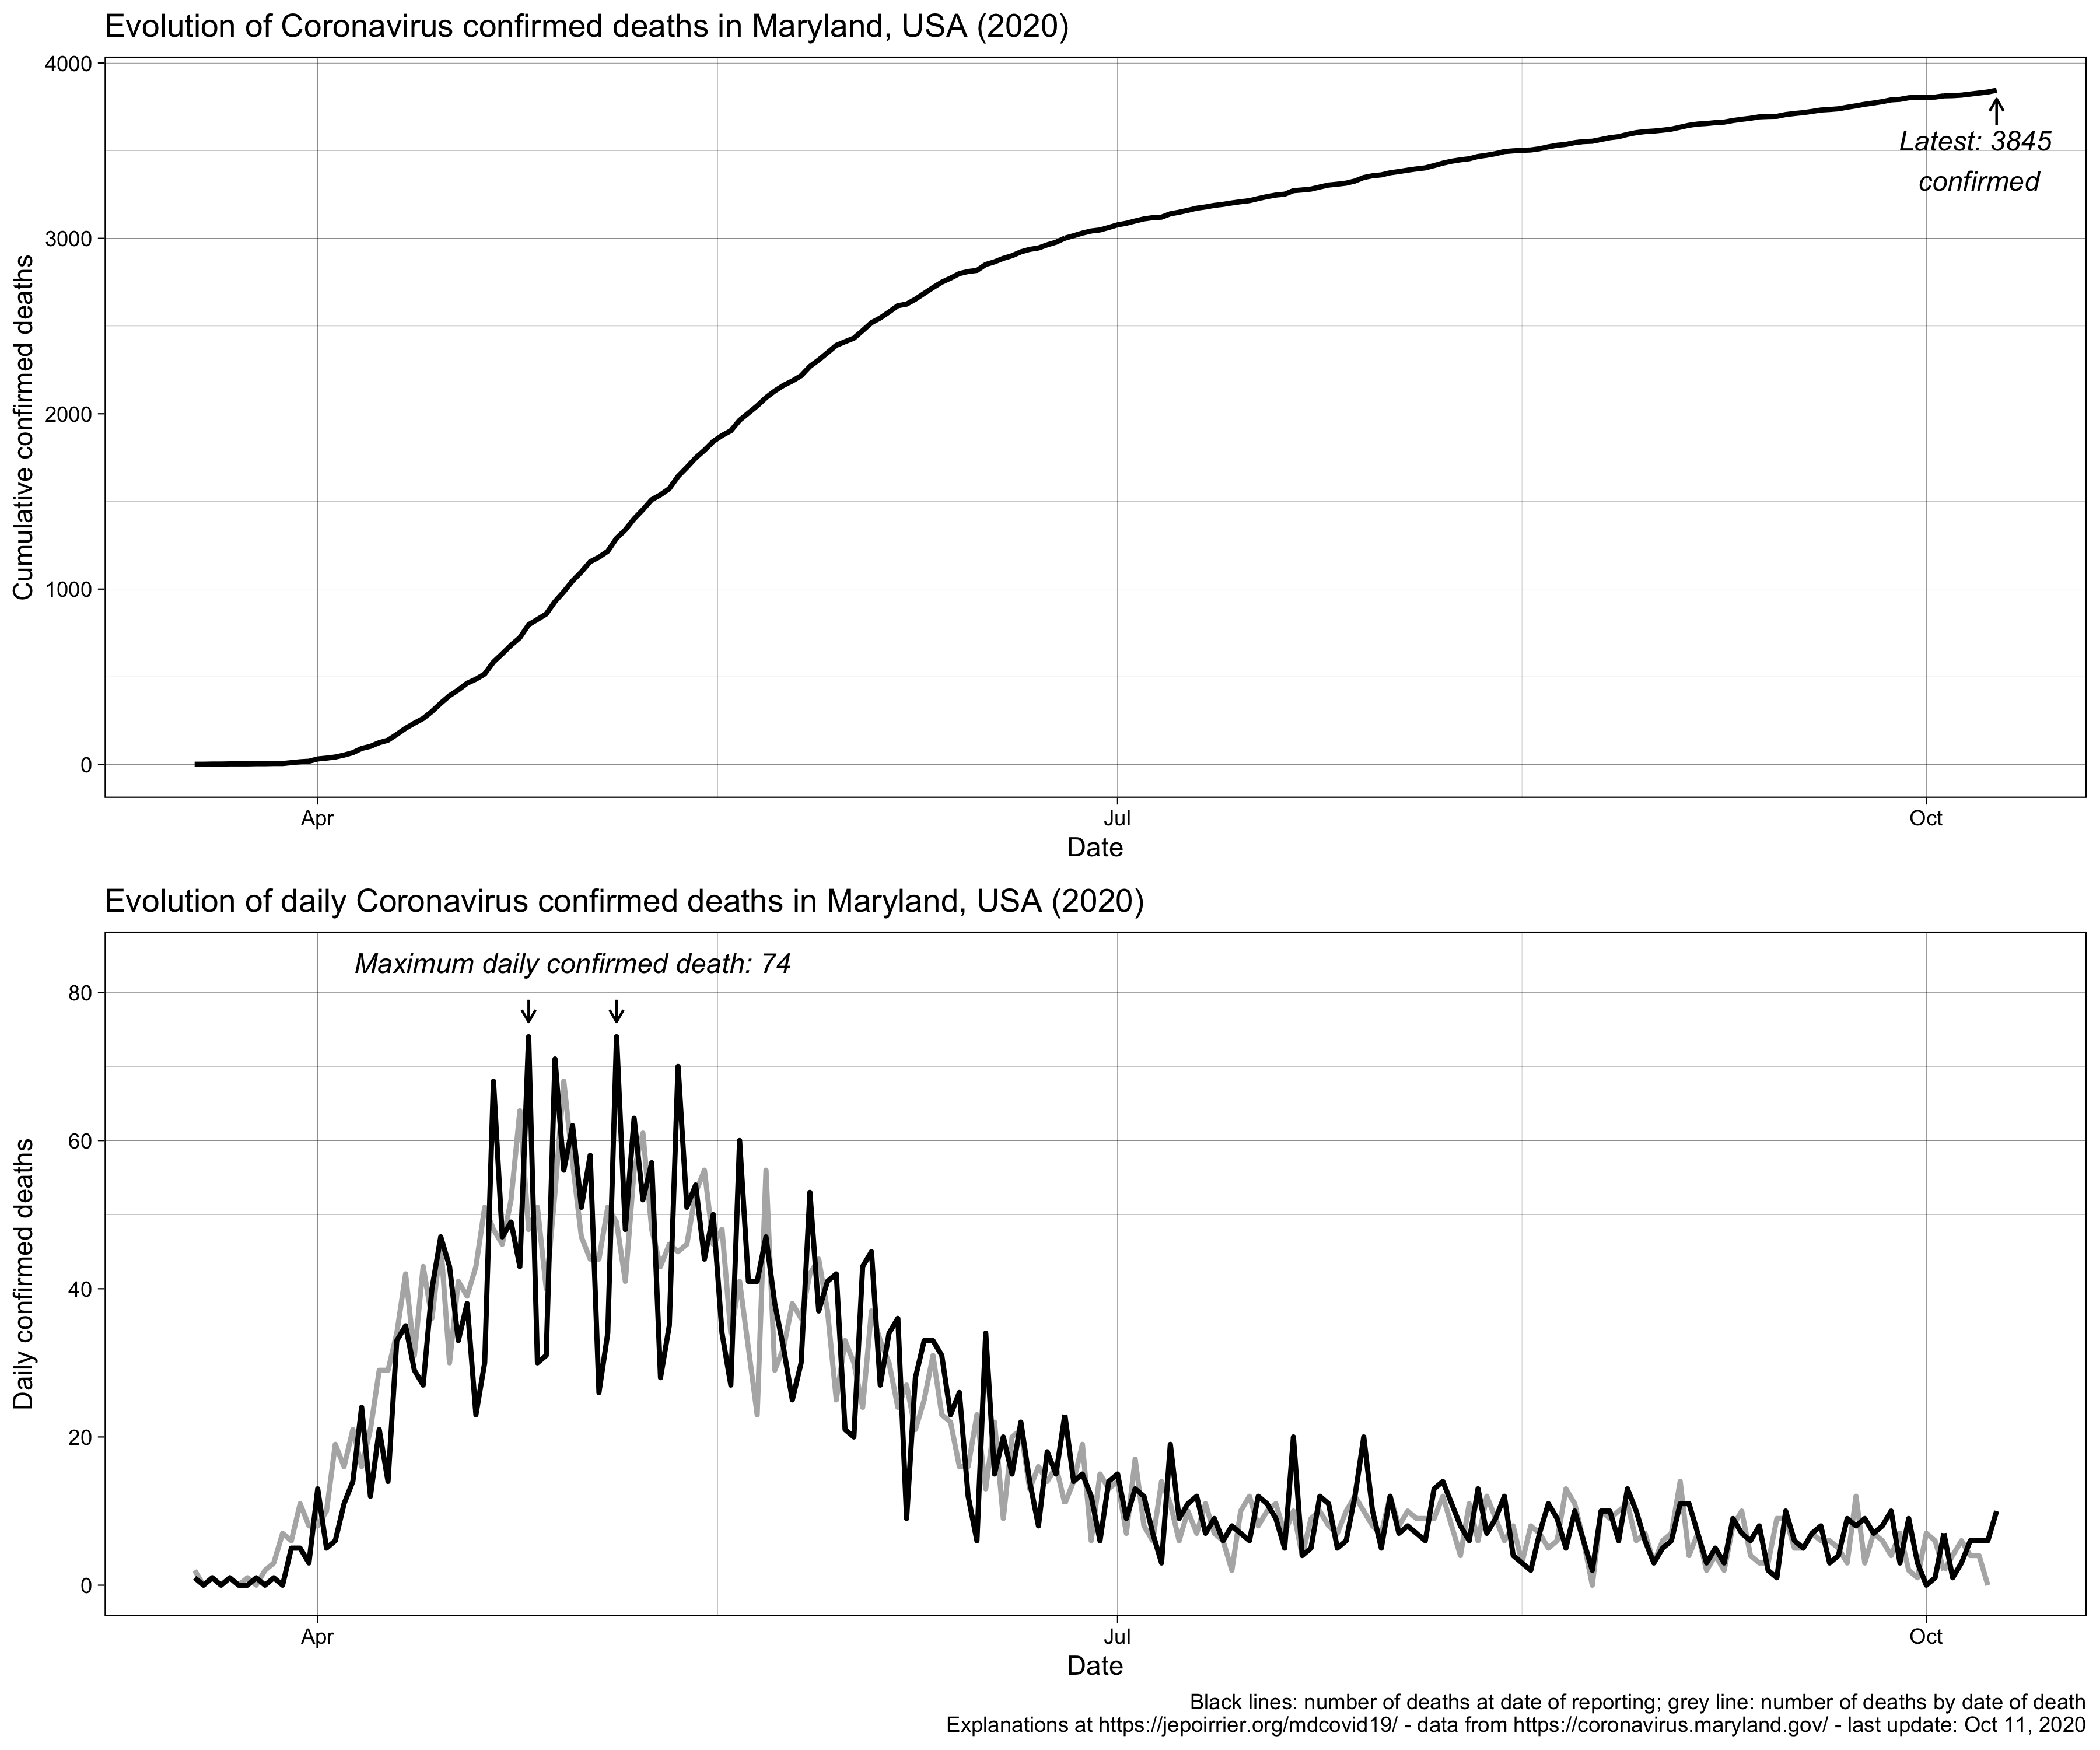 Evolution of Coronavirus confirmed deaths in Maryland, USA (2020)
Cumulative confirmed deaths
4000
3000
2000
1000
0
Latest: 3845
confirmed
Apr
Jul
Oct
Date
Evolution of daily Coronavirus confirmed deaths in Maryland, USA (2020)
Maximum daily confirmed death: 74
Daily confirmed deaths
80
60
40
20
0
Apr
Jul
Oct
Date
Black lines: number of deaths at date of reporting; grey line: number of deaths by date of death
Explanations at https://jepoirrier.org/mdcovid19/ - data from https://coronavirus.maryland.gov/ - last update: Oct 11, 2020